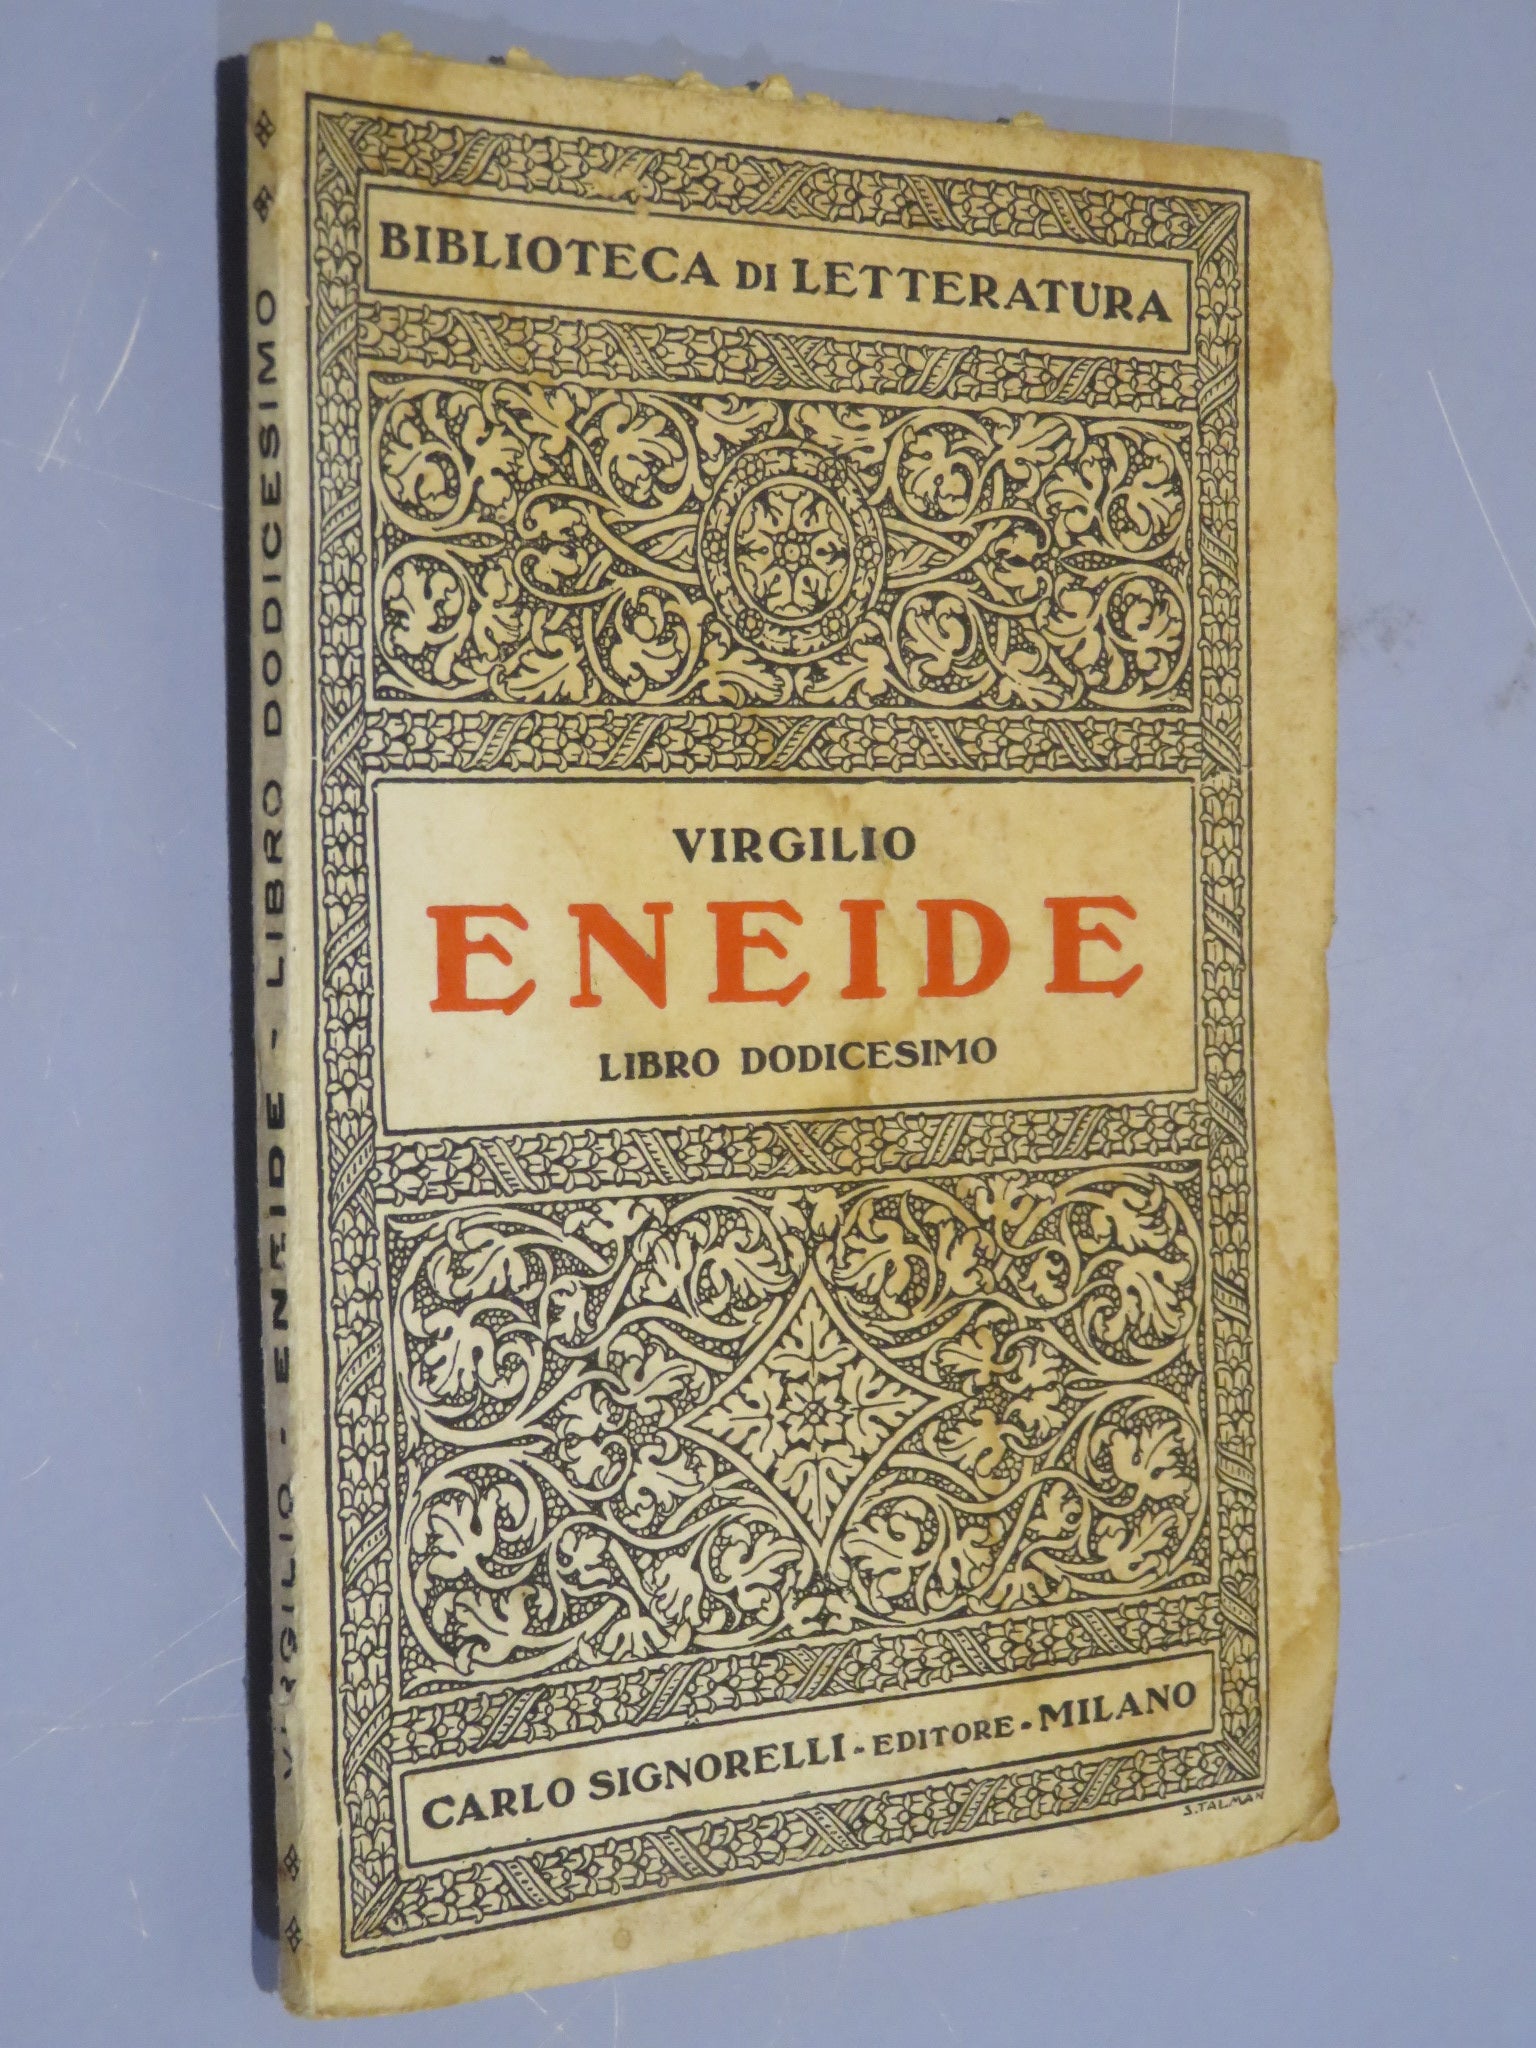 BIBLIOTECA DI LETTERATURA
VIRGILIO
ENEIDE
LIBRO DODICESIMO
CARLO SIGNORELLI - EDITORE - MILANO
S. TALMAN
VIRGILIO - ENEIDE - LIBRO DODICESIMO